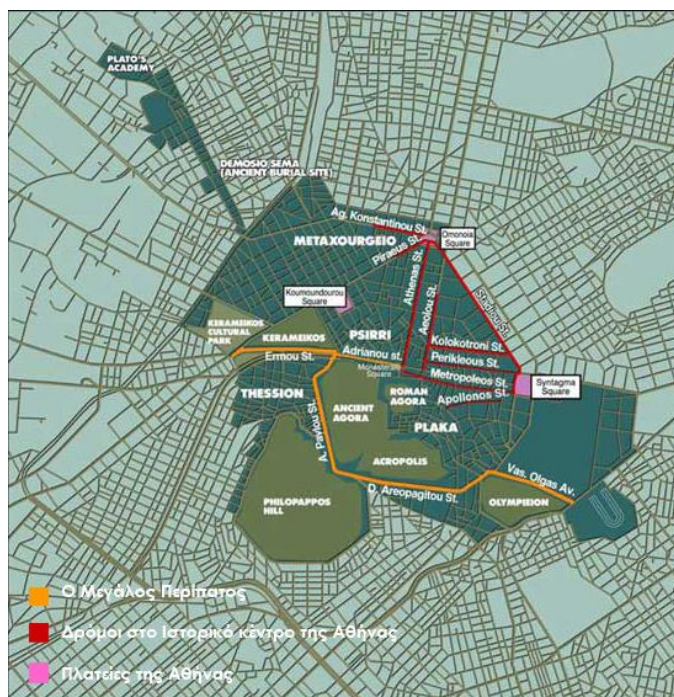 PLATO'S
ACADEMY
DEMOSIO SEMA
(ANCIENT BURIAL SITE)
Ag. Konstantinou St.
METAXOURGEIO
Piraeus St.
Omonoia
Square
Koumoundourou
Square
Athenas St.
Aeolou St.
Stadiou St.
KERAMEIKOS
CULTURAL
PARK
KERAMEIKOS
PSIRRI
Kolokotroni St.
Ermou St.
Adrianou st.
Perikleous St.
Monastiraki
Square
Metropoleos St.
Syntagma
Square
THESSION
ROMAN
AGORA
Apollonos St.
ANCIENT
AGORA
PLAKA
A. Pavlou St.
ACROPOLIS
D. Areopagitou St.
Vas. Olgas Av.
PHILOPAPPOS
HILL
OLYMPIEION
Ο Μεγάλος Περίπατος
Δρόμοι στο Ιστορικό κέντρο της Αθήνας
Πλατείες της Αθήνας